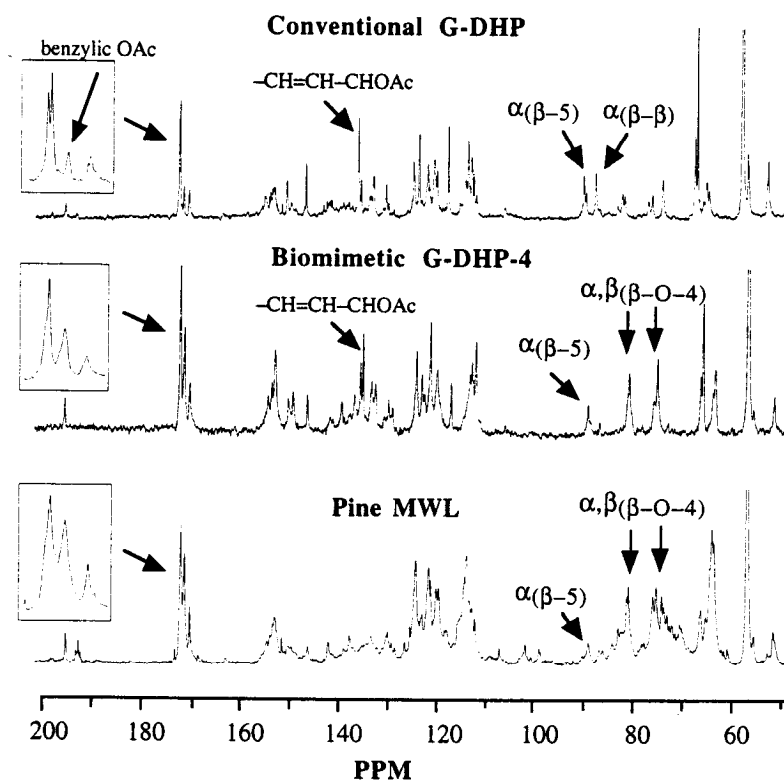 Conventional G-DHP
benzylic OAc
–CH=CH–CHOAc
α(β–5)
α(β–β)
Biomimetic G-DHP-4
–CH=CH–CHOAc
α,β(β–O–4)
α(β–5)
Pine MWL
α,β(β–O–4)
α(β–5)
200 180 160 140 120 100 80 60
PPM